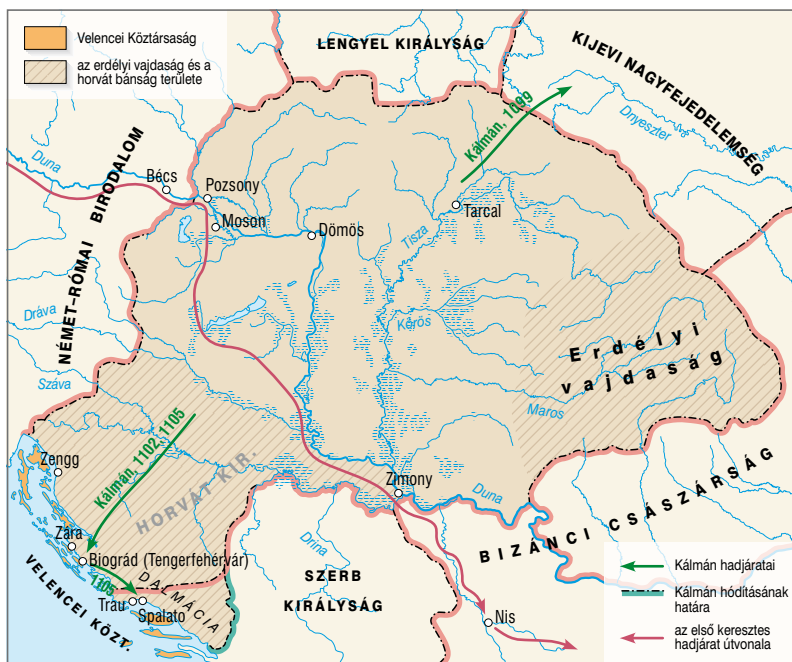 Velencei Köztársaság
az erdélyi vajdaság és a
horvát bánság területe
LENGYEL KIRÁLYSÁG
KIJEVI NAGYFEJEDELEMSÉG
Dnyeszter
Kálmán, 1099
NÉMET–RÓMAI BIRODALOM
Duna
Bécs
Pozsony
Moson
Dömös
Tarcal
Tisza
Körös
Dráva
Száva
Erdélyi
vajdaság
Maros
Kálmán, 1102, 1105
HORVÁT KIR.
Zengg
Zimony
Duna
Zára
Biográd (Tengerfehérvár)
1105
DALMÁCIA
Trau
Spalato
VELENCEI KÖZT.
Drina
SZERB
KIRÁLYSÁG
BIZÁNCI CSÁSZÁRSÁG
Nis
Kálmán hadjáratai
Kálmán hódításának
határa
az első keresztes
hadjárat útvonala